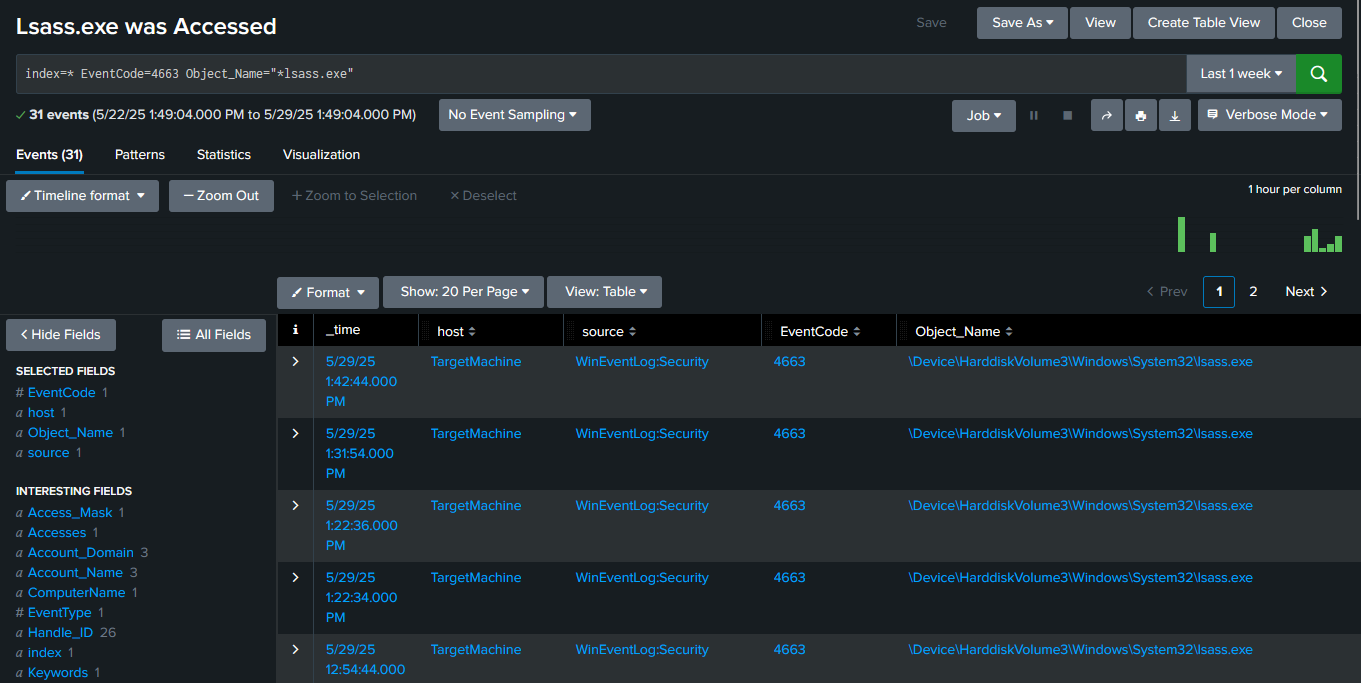 Lsass.exe was Accessed
Save
Save As
View
Create Table View
Close
index=* EventCode=4663 Object_Name="*lsass.exe"
Last 1 week
31 events (5/22/25 1:49:04.000 PM to 5/29/25 1:49:04.000 PM)
No Event Sampling
Job
Verbose Mode
Events (31)
Patterns
Statistics
Visualization
Timeline format
— Zoom Out
+ Zoom to Selection
× Deselect
1 hour per column
Format
Show: 20 Per Page
View: Table
< Prev
1
2
Next >
< Hide Fields
All Fields
i
_time
host
source
EventCode
Object_Name
SELECTED FIELDS
# EventCode 1
a host 1
a Object_Name 1
a source 1
INTERESTING FIELDS
a Access_Mask 1
a Accesses 1
a Account_Domain 3
a Account_Name 3
a ComputerName 1
# EventType 1
a Handle_ID 26
a index 1
a Keywords 1
> 5/29/25 TargetMachine WinEventLog:Security 4663 \Device\HarddiskVolume3\Windows\System32\lsass.exe
1:42:44.000
PM
> 5/29/25 TargetMachine WinEventLog:Security 4663 \Device\HarddiskVolume3\Windows\System32\lsass.exe
1:31:54.000
PM
> 5/29/25 TargetMachine WinEventLog:Security 4663 \Device\HarddiskVolume3\Windows\System32\lsass.exe
1:22:36.000
PM
> 5/29/25 TargetMachine WinEventLog:Security 4663 \Device\HarddiskVolume3\Windows\System32\lsass.exe
1:22:34.000
PM
> 5/29/25 TargetMachine WinEventLog:Security 4663 \Device\HarddiskVolume3\Windows\System32\lsass.exe
12:54:44.000